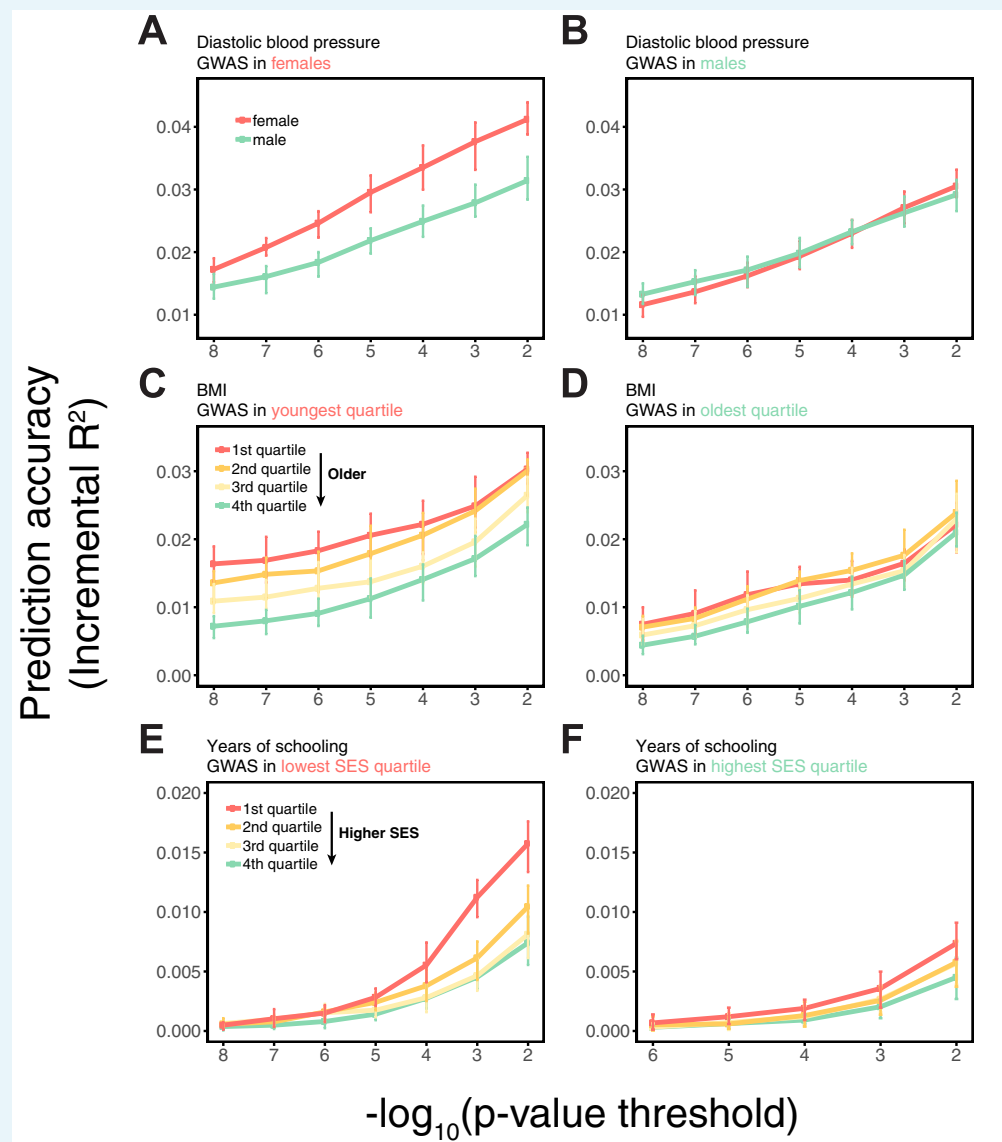 A
Diastolic blood pressure
GWAS in females
female
male
0.04
0.03
0.02
0.01
8 7 6 5 4 3 2
B
Diastolic blood pressure
GWAS in males
0.04
0.03
0.02
0.01
8 7 6 5 4 3 2
C
BMI
GWAS in youngest quartile
1st quartile
2nd quartile
3rd quartile
4th quartile
Older
0.03
0.02
0.01
0.00
8 7 6 5 4 3 2
D
BMI
GWAS in oldest quartile
0.03
0.02
0.01
0.00
8 7 6 5 4 3 2
E
Years of schooling
GWAS in lowest SES quartile
1st quartile
2nd quartile
3rd quartile
4th quartile
Higher SES
0.020
0.015
0.010
0.005
0.000
8 7 6 5 4 3 2
F
Years of schooling
GWAS in highest SES quartile
0.020
0.015
0.010
0.005
0.000
6 5 4 3 2
Prediction accuracy
(Incremental R²)
-log₁₀(p-value threshold)